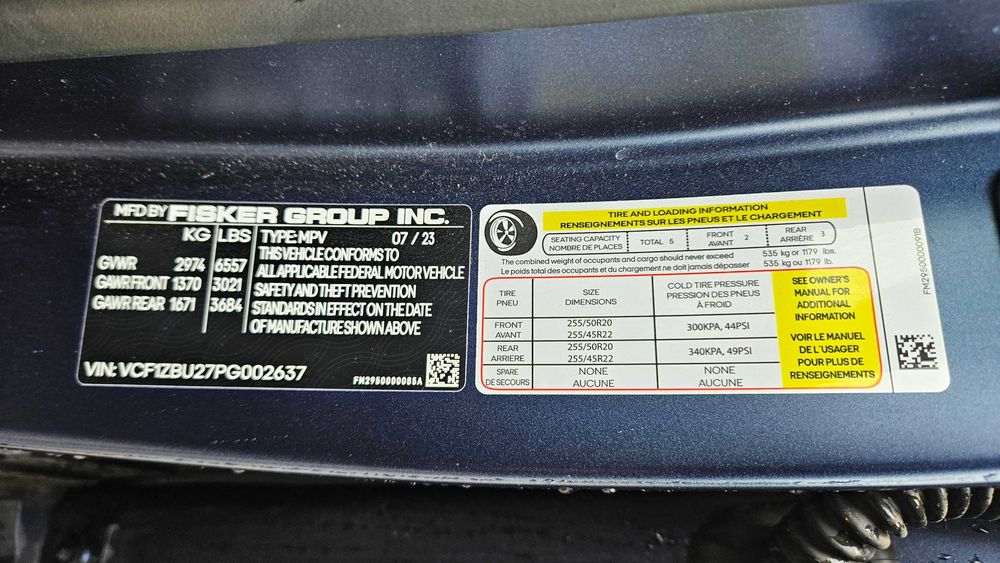 MFD BY FISKER GROUP INC.
KG LBS TYPE: MPV 07 / 23
GVWR 2974 6557
GAWR FRONT 1370 3021
GAWR REAR 1671 3684
THIS VEHICLE CONFORMS TO
ALL APPLICABLE FEDERAL MOTOR VEHICLE
SAFETY AND THEFT PREVENTION
STANDARDS IN EFFECT ON THE DATE
OF MANUFACTURE SHOWN ABOVE
VIN: VCF1ZBU27PG002637
FM2950000085A
TIRE AND LOADING INFORMATION
RENSEIGNEMENTS SUR LES PNEUS ET LE CHARGEMENT
SEATING CAPACITY
NOMBRE DE PLACES
TOTAL 5
FRONT
AVANT 2
REAR
ARRIÈRE 3
The combined weight of occupants and cargo should never exceed 535 kg or 1179 lbs.
Le poids total des occupants et du chargement ne doit jamais dépasser 535 kg ou 1179 lb.
TIRE
PNEU
SIZE
DIMENSIONS
COLD TIRE PRESSURE
PRESSION DES PNEUS
À FROID
FRONT
AVANT
255/50R20
255/45R22
300KPA, 44PSI
REAR
ARRIERE
255/50R20
255/45R22
340KPA, 49PSI
SPARE
DE SECOURS
NONE
AUCUNE
NONE
AUCUNE
SEE OWNER'S
MANUAL FOR
ADDITIONAL
INFORMATION
VOIR LE MANUEL
DE L'USAGER
POUR PLUS DE
RENSEIGNEMENTS
FM2950000091B